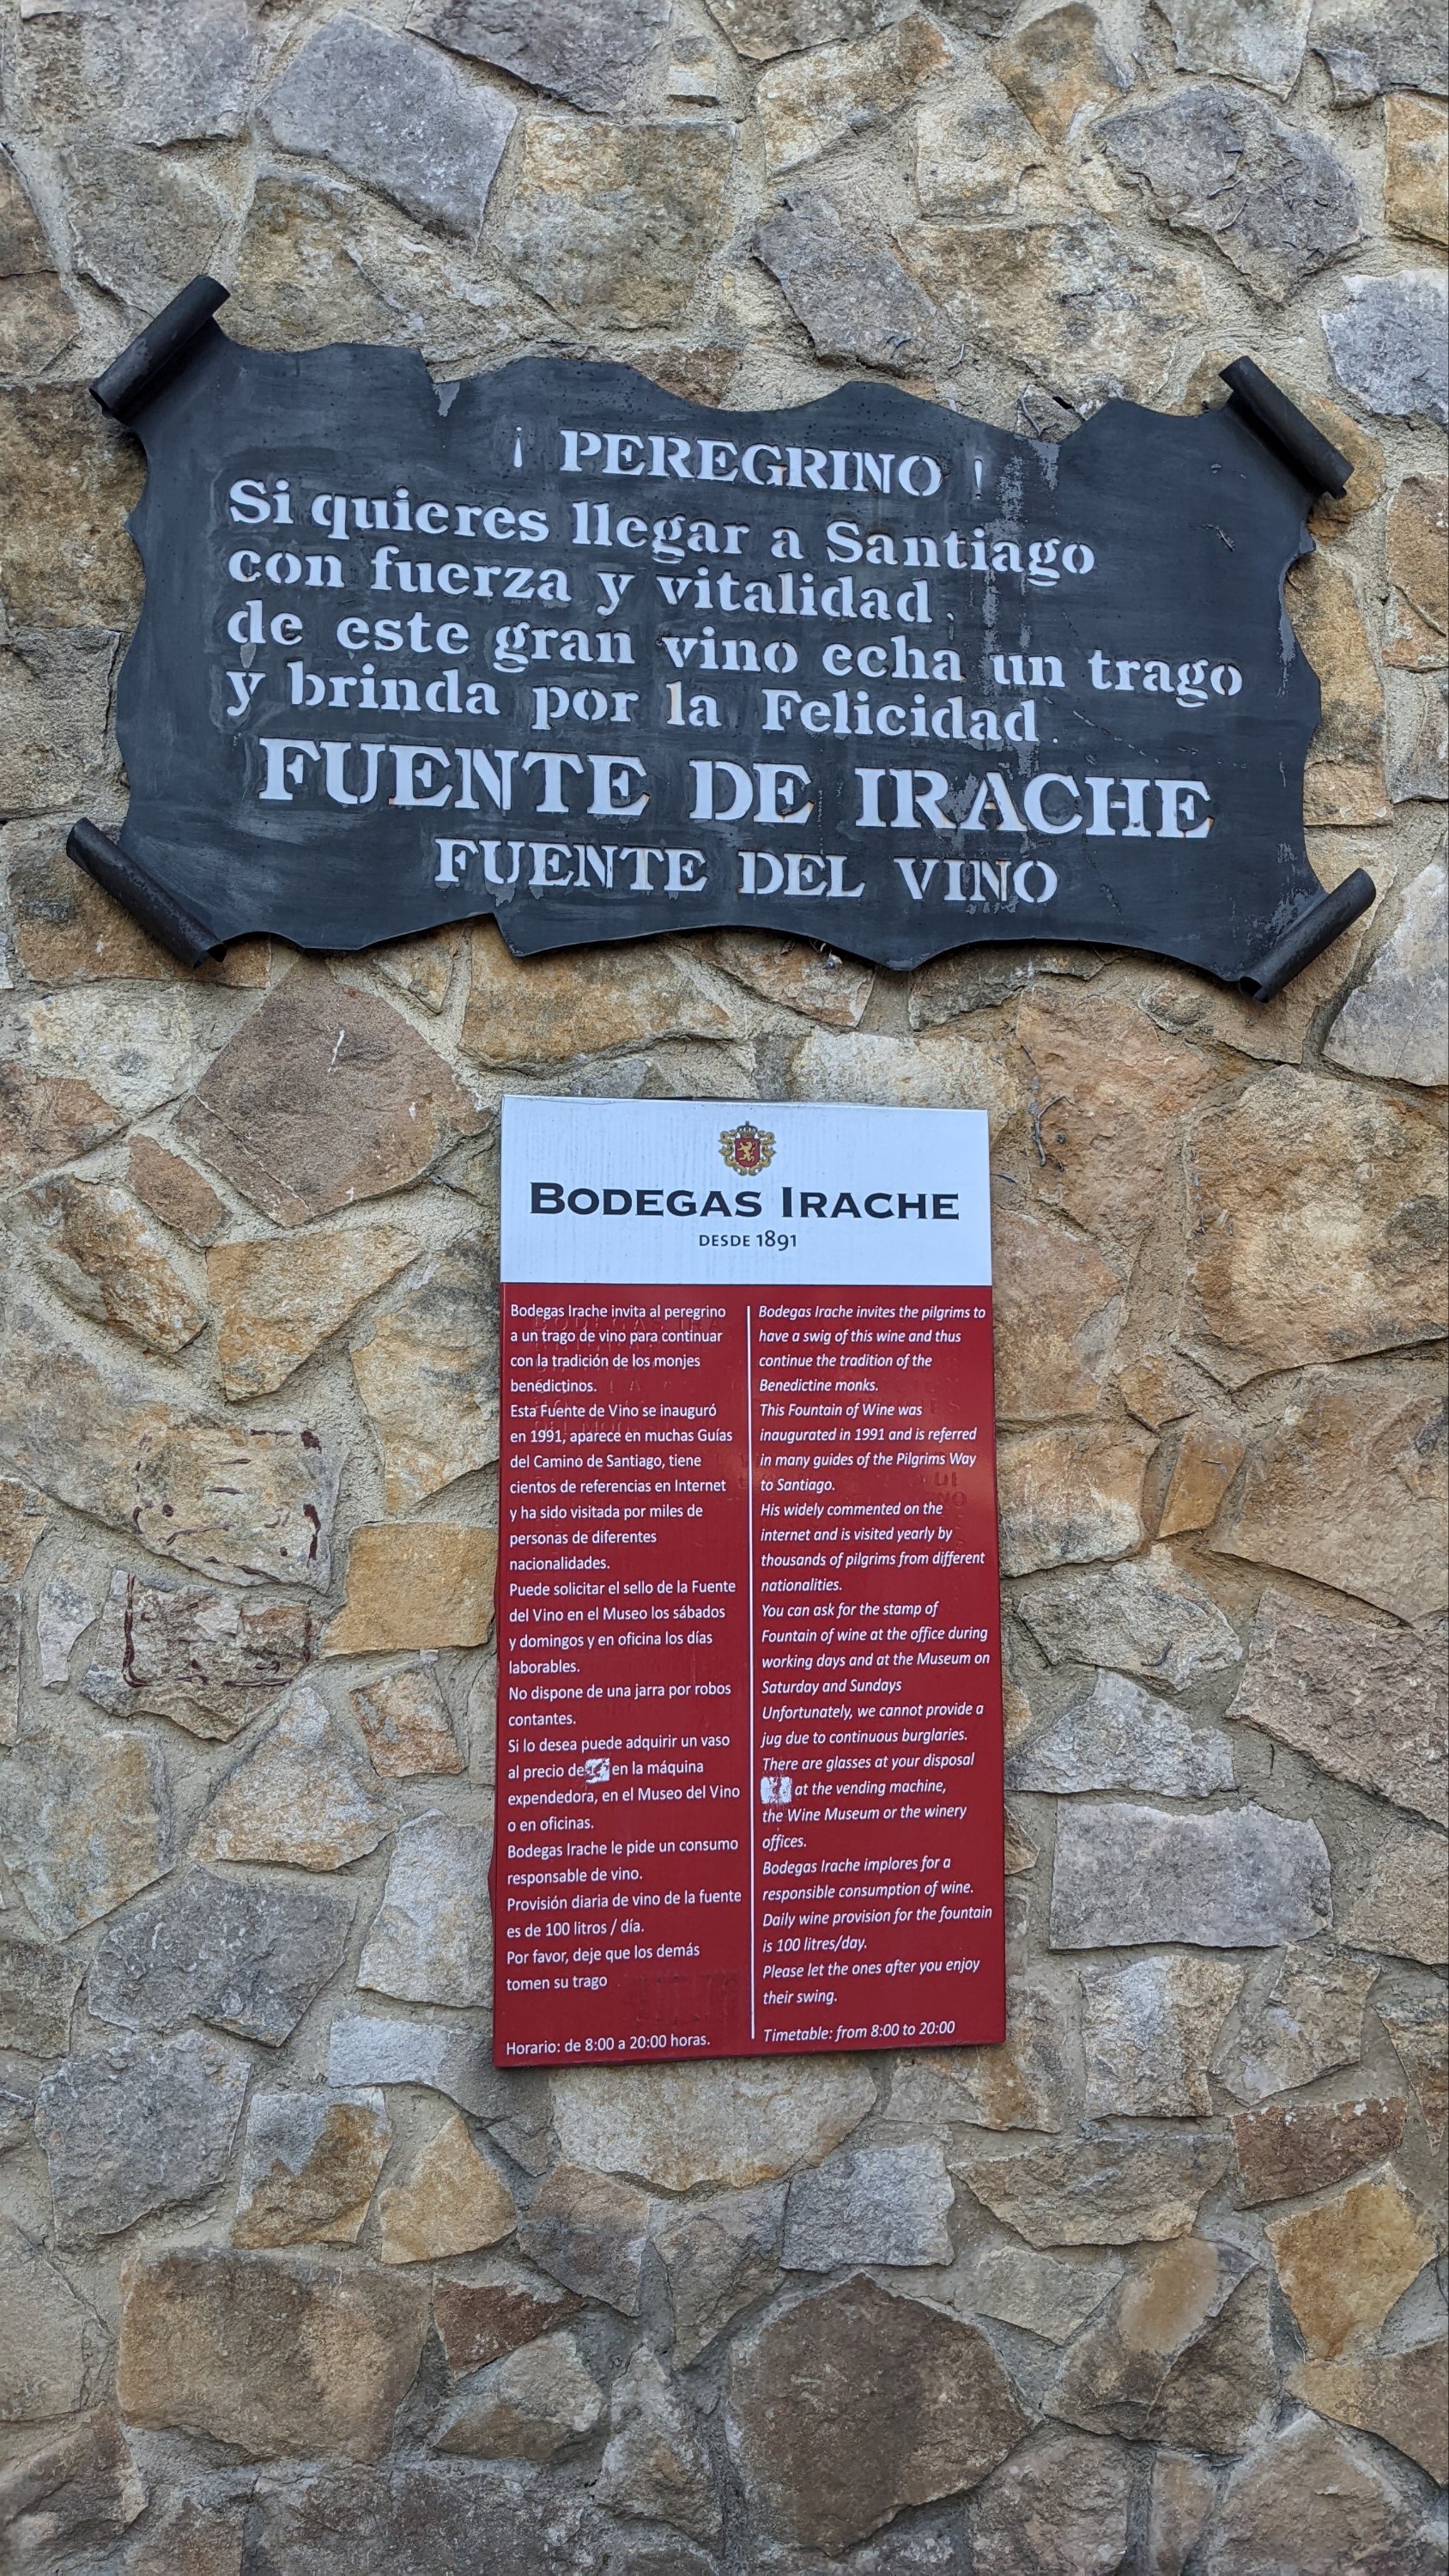 ¡ PEREGRINO !
Si quieres llegar a Santiago
con fuerza y vitalidad,
de este gran vino echa un trago
y brinda por la Felicidad.
FUENTE DE IRACHE
FUENTE DEL VINO
BODEGAS IRACHE
DESDE 1891
Bodegas Irache invita al peregrino
a un trago de vino para continuar
con la tradición de los monjes
benedictinos.
Esta Fuente de Vino se inauguró
en 1991, aparece en muchas Guías
del Camino de Santiago, tiene
cientos de referencias en Internet
y ha sido visitada por miles de
personas de diferentes
nacionalidades.
Puede solicitar el sello de la Fuente
del Vino en el Museo los sábados
y domingos y en oficina los días
laborables.
No dispone de una jarra por robos
contantes.
Si lo desea puede adquirir un vaso
al precio de en la máquina
expendedora, en el Museo del Vino
o en oficinas.
Bodegas Irache le pide un consumo
responsable de vino.
Provisión diaria de vino de la fuente
es de 100 litros / día.
Por favor, deje que los demás
tomen su trago
Horario: de 8:00 a 20:00 horas.
Bodegas Irache invites the pilgrims to
have a swig of this wine and thus
continue the tradition of the
Benedictine monks.
This Fountain of Wine was
inaugurated in 1991 and is referred
in many guides of the Pilgrims Way
to Santiago.
His widely commented on the
internet and is visited yearly by
thousands of pilgrims from different
nationalities.
You can ask for the stamp of
Fountain of wine at the office during
working days and at the Museum on
Saturday and Sundays
Unfortunately, we cannot provide a
jug due to continuous burglaries.
There are glasses at your disposal
at the vending machine,
the Wine Museum or the winery
offices.
Bodegas Irache implores for a
responsible consumption of wine.
Daily wine provision for the fountain
is 100 litres/day.
Please let the ones after you enjoy
their swing.
Timetable: from 8:00 to 20:00